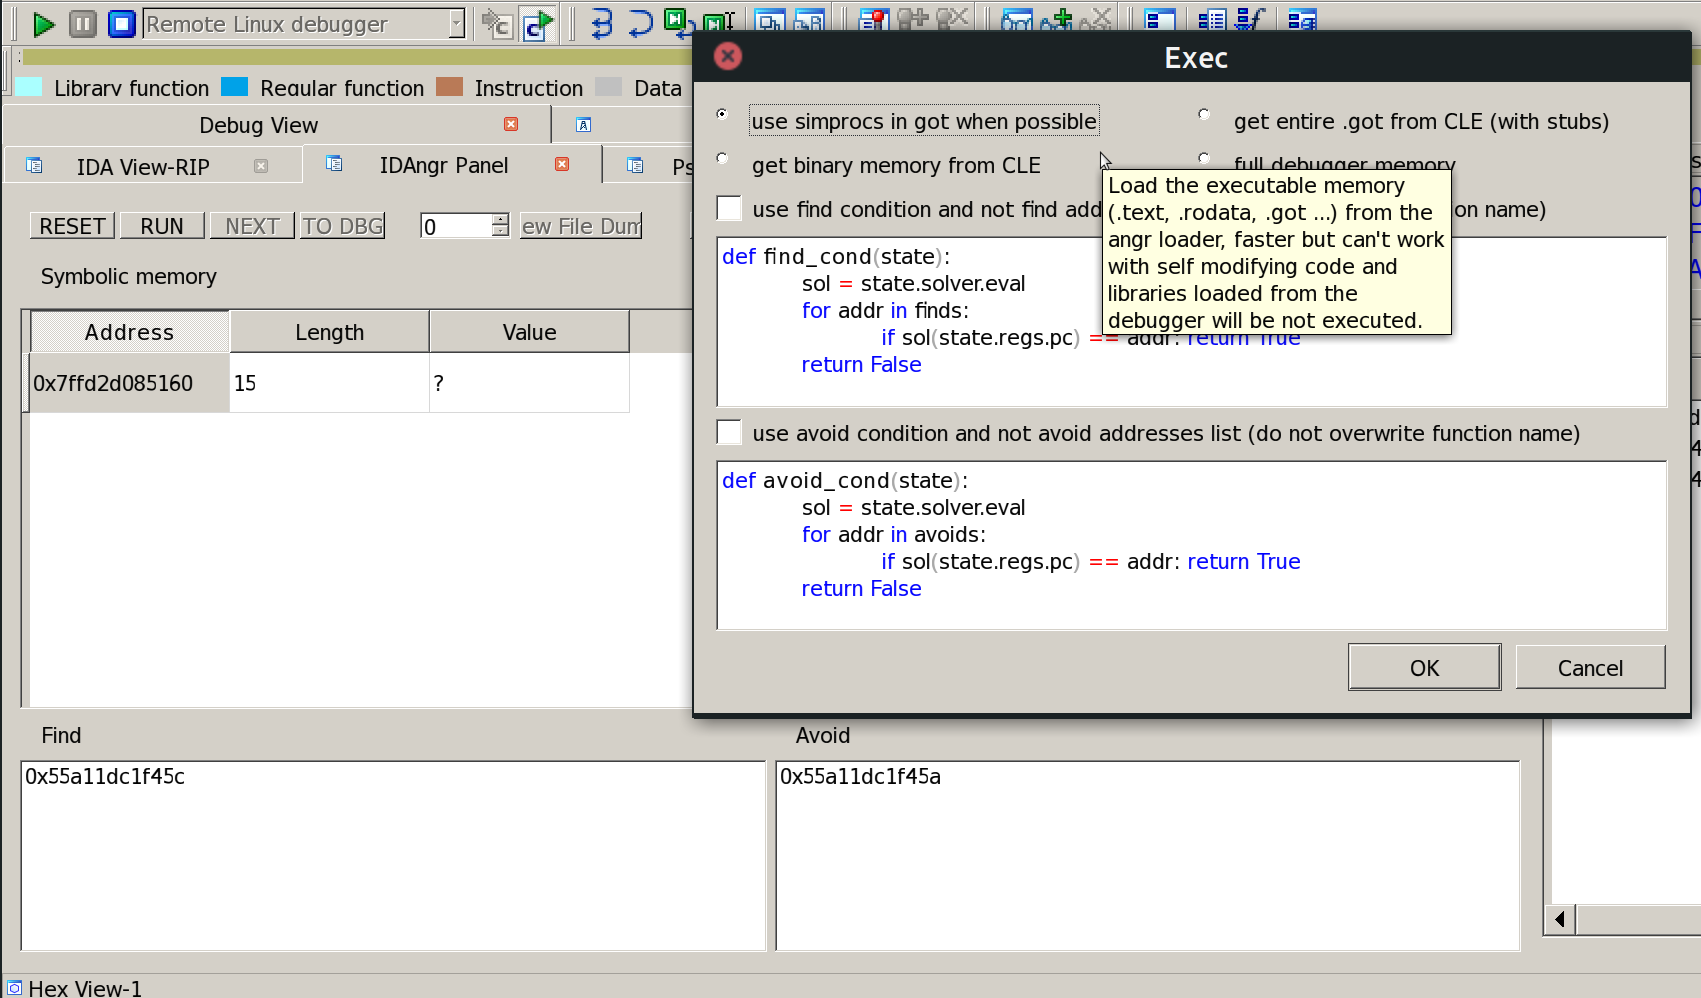 Remote Linux debugger
Library function
Regular function
Instruction
Data
Debug View
IDA View-RIP
IDAngr Panel
Ps
RESET
RUN
NEXT
TO DBG
0
ew File Dum
Symbolic memory
Address
Length
Value
0x7ffd2d085160
15
?
Find
Avoid
0x55a11dc1f45c
0x55a11dc1f45a
Hex View-1
Exec
use simprocs in got when possible
get entire .got from CLE (with stubs)
get binary memory from CLE
full debugger memory
use find condition and not find add
on name)
Load the executable memory
(.text, .rodata, .got ...) from the
angr loader, faster but can't work
with self modifying code and
libraries loaded from the
debugger will be not executed.
def find_cond(state):
sol = state.solver.eval
for addr in finds:
if sol(state.regs.pc) == addr: return True
return False
use avoid condition and not avoid addresses list (do not overwrite function name)
def avoid_cond(state):
sol = state.solver.eval
for addr in avoids:
if sol(state.regs.pc) == addr: return True
return False
OK
Cancel